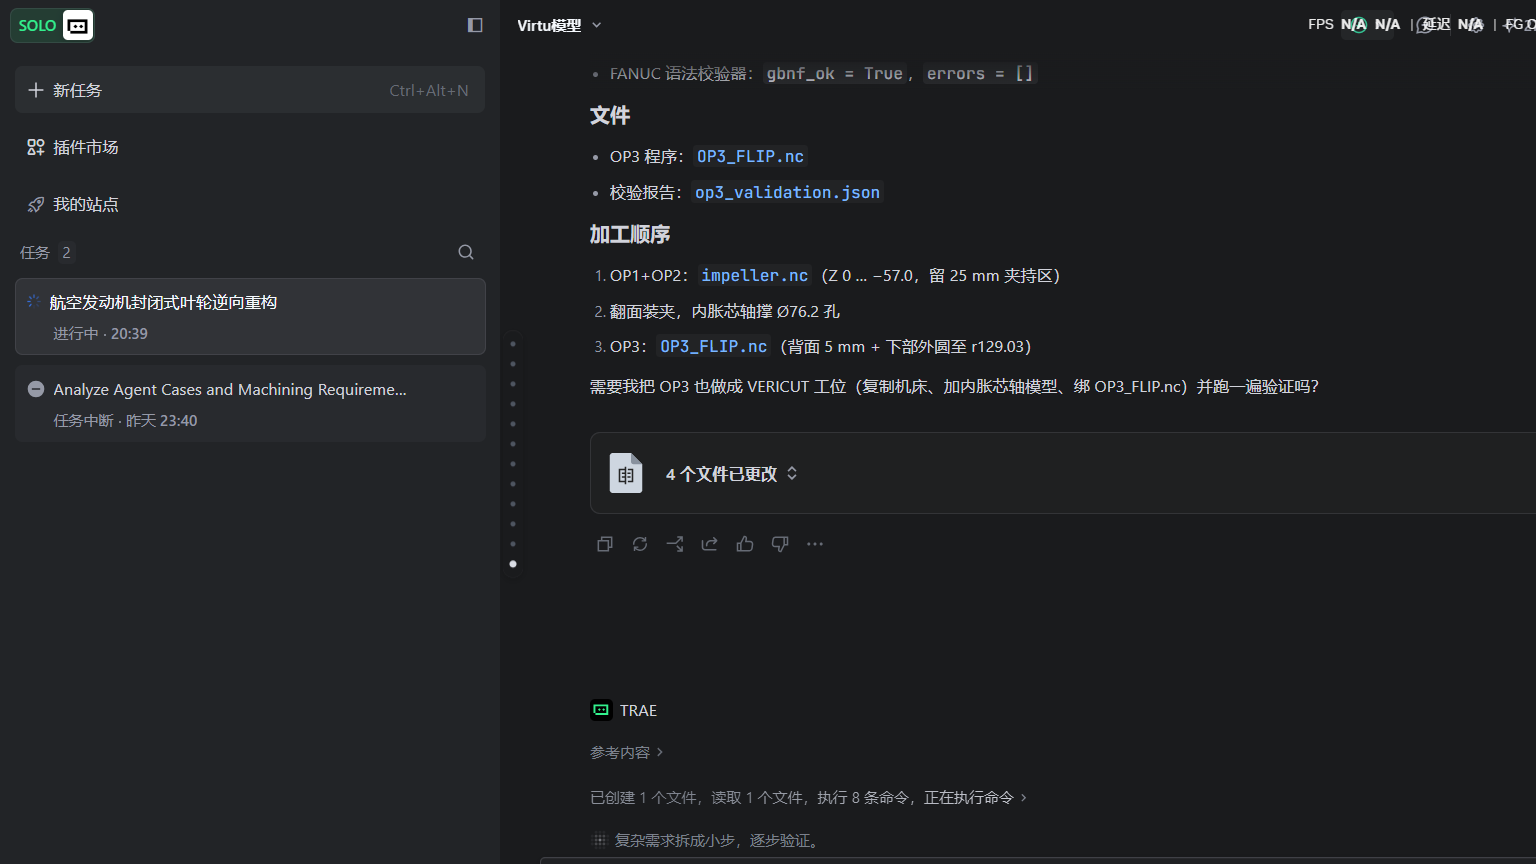 SOLO
新任务 Ctrl+Alt+N
插件市场
我的站点
任务 2
航空发动机封闭式叶轮逆向重构
进行中 · 20:39
Analyze Agent Cases and Machining Requireme...
任务中断 · 昨天 23:40
Virtu模型
FPS N/A N/A | 延迟 N/A |
FANUC 语法校验器： gbnf_ok = True， errors = []
文件
OP3 程序： OP3_FLIP.nc
校验报告： op3_validation.json
加工顺序
1. OP1+OP2： impeller.nc （Z 0 ... −57.0，留 25 mm 夹持区）
2. 翻面装夹，内胀芯轴撑 Ø76.2 孔
3. OP3： OP3_FLIP.nc （背面 5 mm + 下部外圆至 r129.03）
需要我把 OP3 也做成 VERICUT 工位（复制机床、加内胀芯轴模型、绑 OP3_FLIP.nc）并跑一遍验证吗？
4 个文件已更改
TRAE
参考内容
已创建 1 个文件，读取 1 个文件，执行 8 条命令，正在执行命令
复杂需求拆成小步，逐步验证。